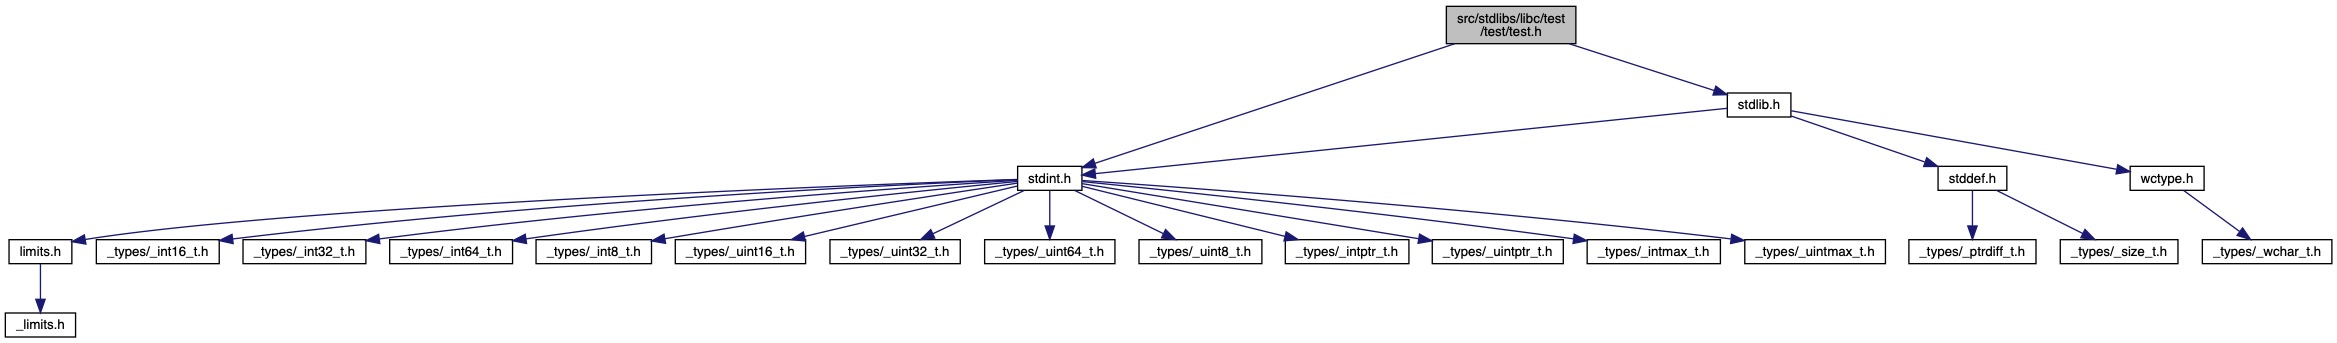 src/stdlibs/libc/test
/test/test.h
stdlib.h
stdint.h
stddef.h
wctype.h
limits.h
_types/_int16_t.h
_types/_int32_t.h
_types/_int64_t.h
_types/_int8_t.h
_types/_uint16_t.h
_types/_uint32_t.h
_types/_uint64_t.h
_types/_uint8_t.h
_types/_intptr_t.h
_types/_uintptr_t.h
_types/_intmax_t.h
_types/_uintmax_t.h
_types/_ptrdiff_t.h
_types/_size_t.h
_types/_wchar_t.h
_limits.h